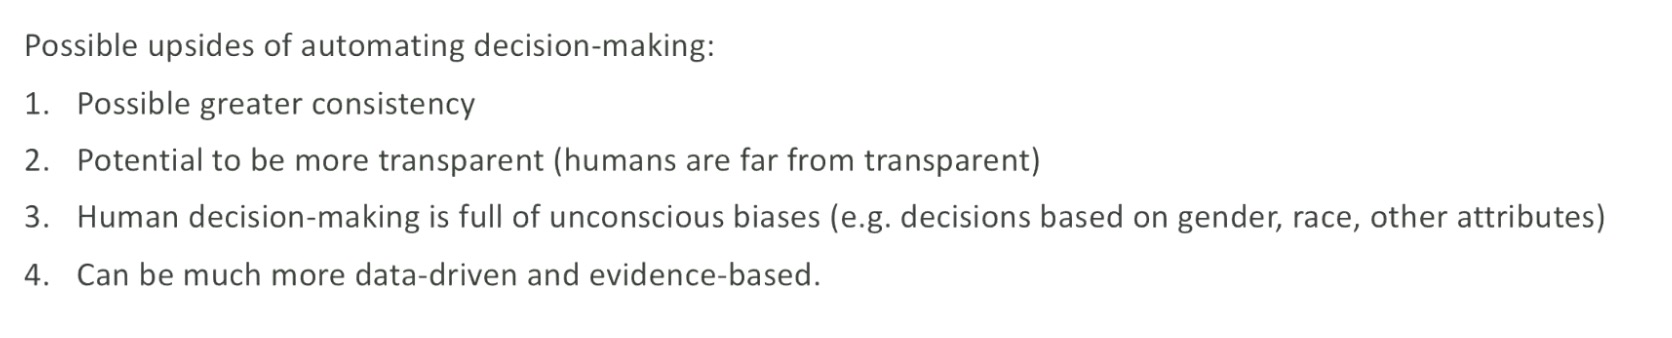 Possible upsides of automating decision-making:
1. Possible greater consistency
2. Potential to be more transparent (humans are far from transparent)
3. Human decision-making is full of unconscious biases (e.g. decisions based on gender, race, other attributes)
4. Can be much more data-driven and evidence-based.